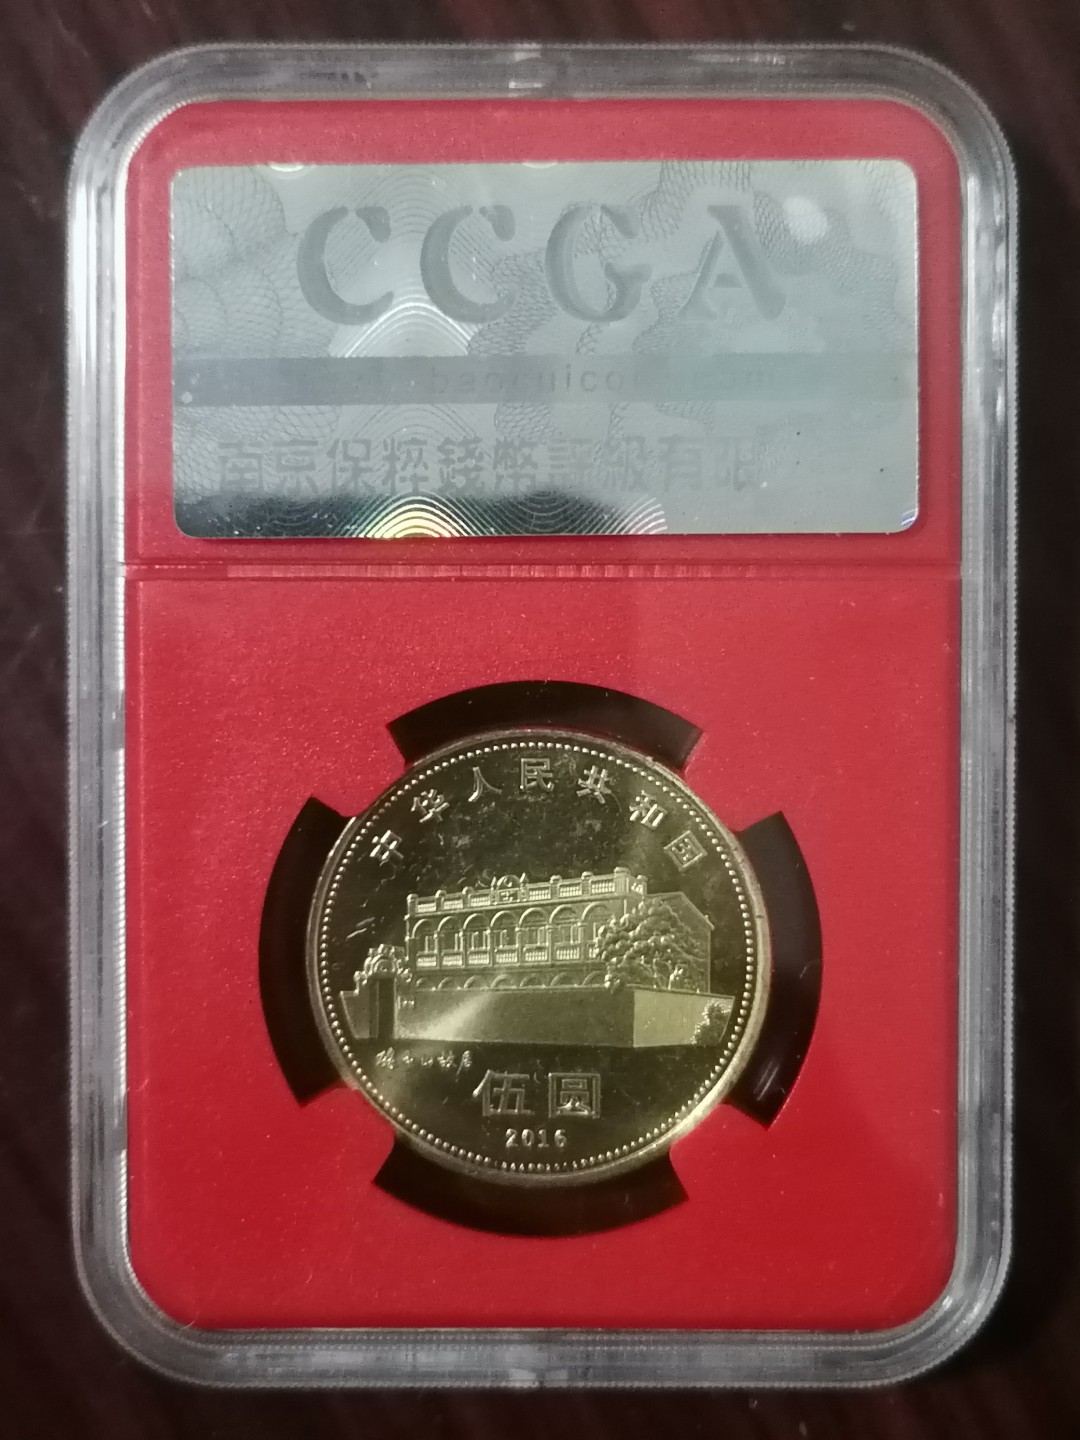 CCGA
南京保粹錢幣評級有限
中华人民共和国
孙中山故居
伍圆
2016